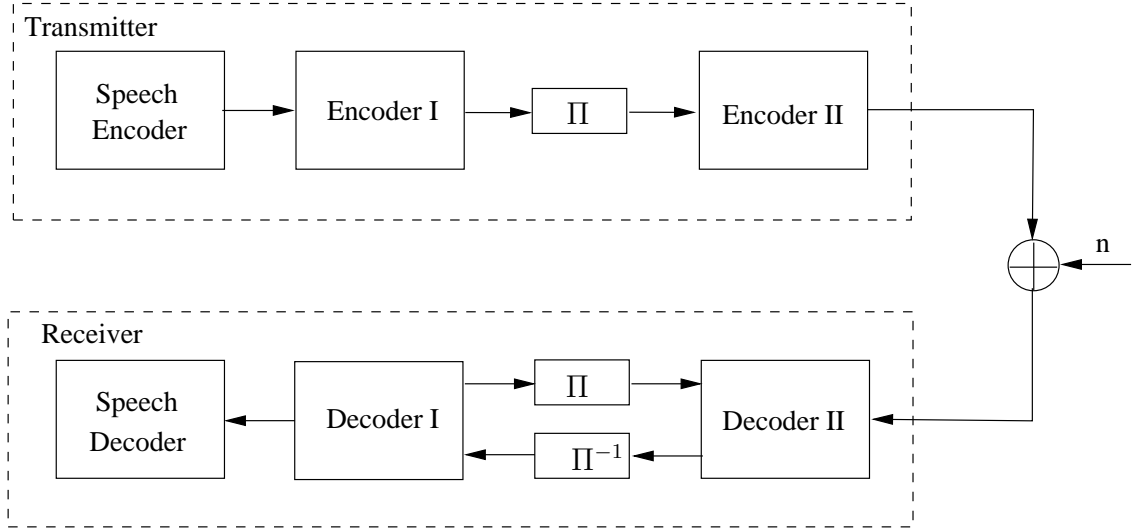 Transmitter
Speech
Encoder
Encoder I
Π
Encoder II
n
Receiver
Speech
Decoder
Decoder I
Π
Π⁻¹
Decoder II